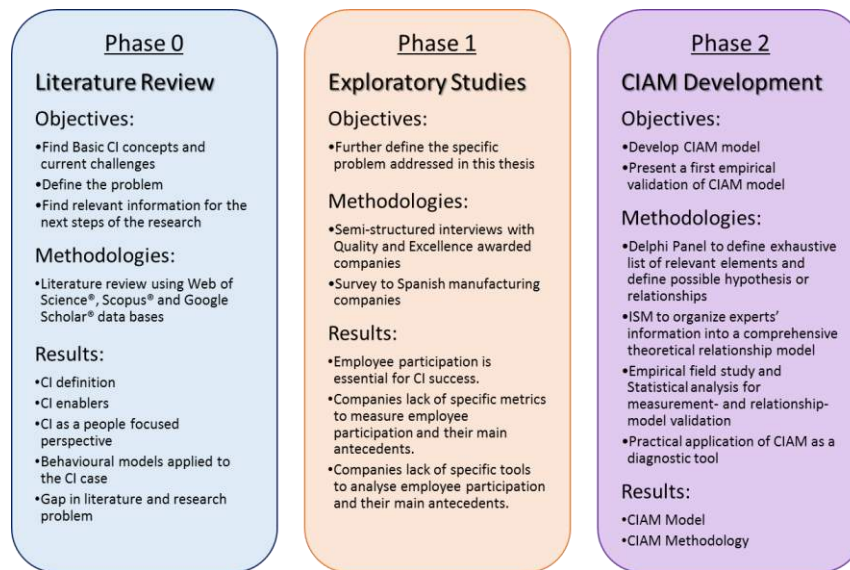 Phase 0
Literature Review
Objectives:
•Find Basic CI concepts and
current challenges
•Define the problem
•Find relevant information for the
next steps of the research
Methodologies:
•Literature review using Web of
Science®, Scopus® and Google
Scholar® data bases
Results:
•CI definition
•CI enablers
•CI as a people focused
perspective
•Behavioural models applied to
the CI case
•Gap in literature and research
problem
Phase 1
Exploratory Studies
Objectives:
•Further define the specific
problem addressed in this thesis
Methodologies:
•Semi-structured interviews with
Quality and Excellence awarded
companies
•Survey to Spanish manufacturing
companies
Results:
•Employee participation is
essential for CI success.
•Companies lack of specific metrics
to measure employee
participation and their main
antecedents.
•Companies lack of specific tools
to analyse employee participation
and their main antecedents.
Phase 2
CIAM Development
Objectives:
•Develop CIAM model
•Present a first empirical
validation of CIAM model
Methodologies:
•Delphi Panel to define exhaustive
list of relevant elements and
define possible hypothesis or
relationships
•ISM to organize experts'
information into a comprehensive
theoretical relationship model
•Empirical field study and
Statistical analysis for
measurement- and relationship-
model validation
•Practical application of CIAM as a
diagnostic tool
Results:
•CIAM Model
•CIAM Methodology